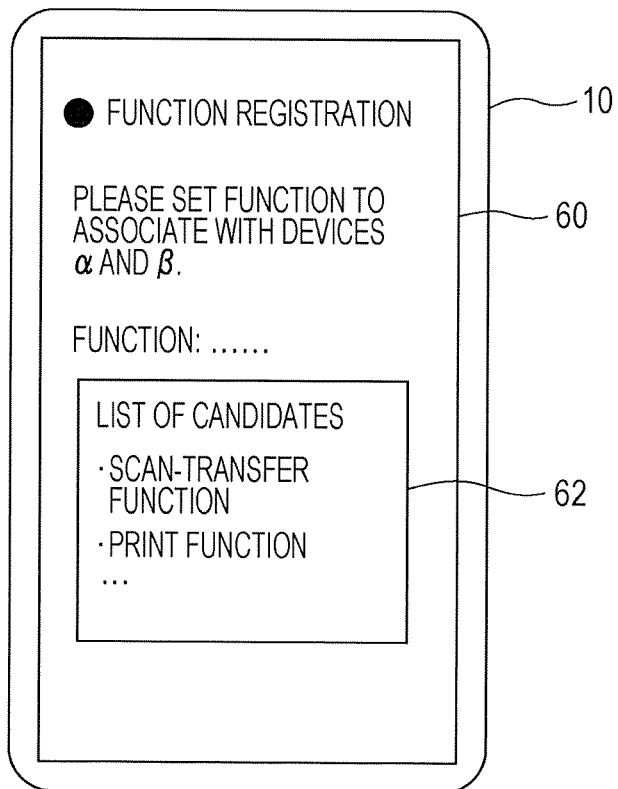 ● FUNCTION REGISTRATION
PLEASE SET FUNCTION TO
ASSOCIATE WITH DEVICES
α AND β.
FUNCTION: ......
LIST OF CANDIDATES
·SCAN-TRANSFER
FUNCTION
·PRINT FUNCTION
...
10
60
62